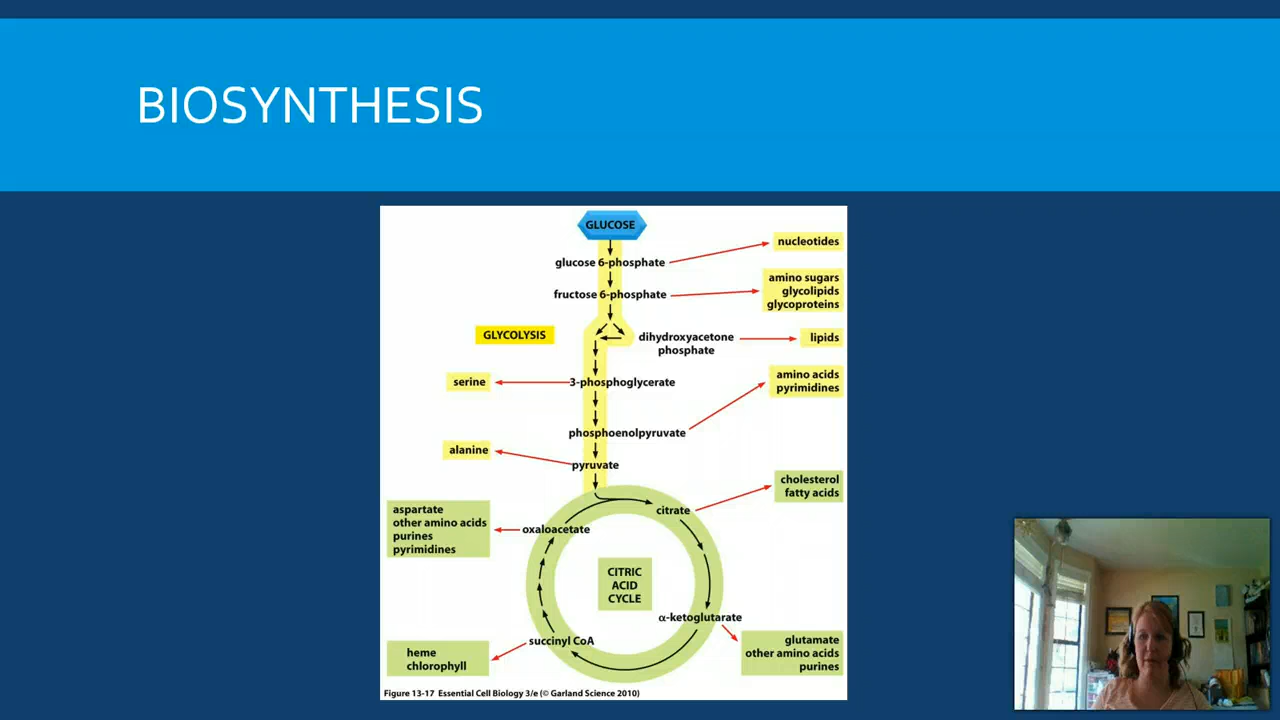 BIOSYNTHESIS
GLUCOSE
nucleotides
glucose 6-phosphate
amino sugars
glycolipids
glycoproteins
fructose 6-phosphate
GLYCOLYSIS
dihydroxyacetone
phosphate
lipids
serine
3-phosphoglycerate
amino acids
pyrimidines
phosphoenolpyruvate
alanine
pyruvate
cholesterol
fatty acids
citrate
aspartate
other amino acids
purines
pyrimidines
oxaloacetate
CITRIC
ACID
CYCLE
α-ketoglutarate
glutamate
other amino acids
purines
succinyl CoA
heme
chlorophyll
Figure 13-17 Essential Cell Biology 3/e (© Garland Science 2010)